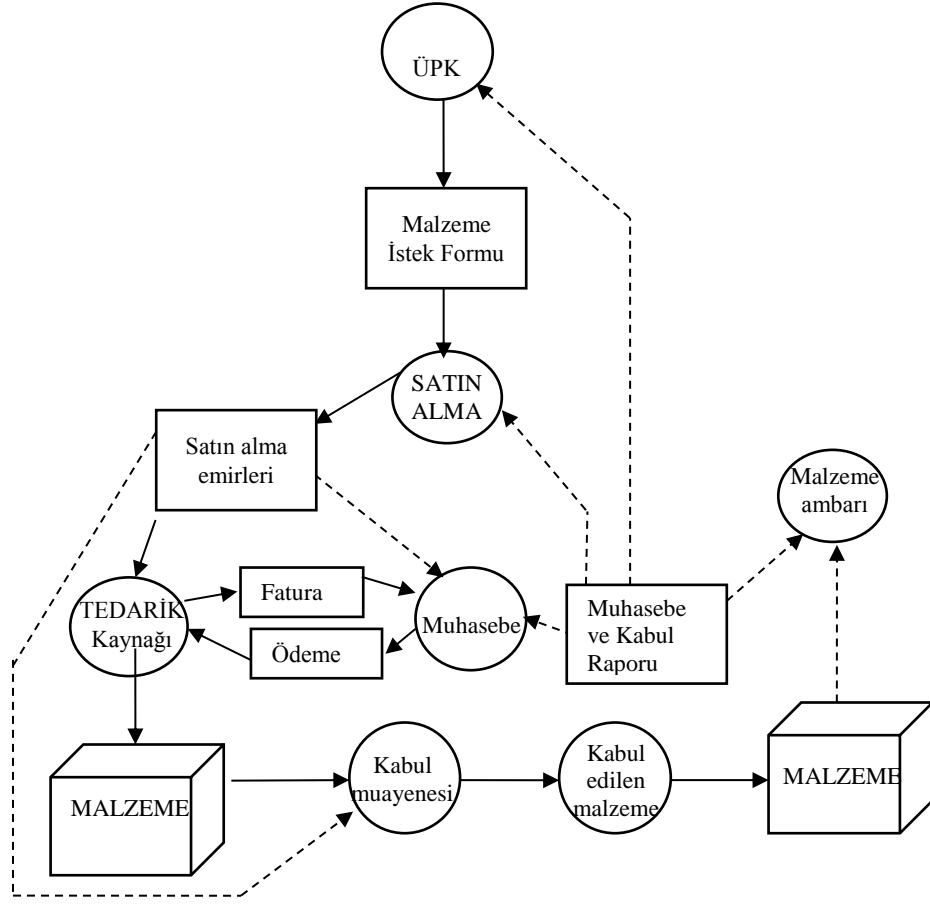 ÜPK
Malzeme
İstek Formu
SATIN
ALMA
Satın alma
emirleri
Malzeme
ambarı
TEDARİK
Kaynağı
Fatura
Ödeme
Muhasebe
Muhasebe
ve Kabul
Raporu
MALZEME
Kabul
muayenesi
Kabul
edilen
malzeme
MALZEME